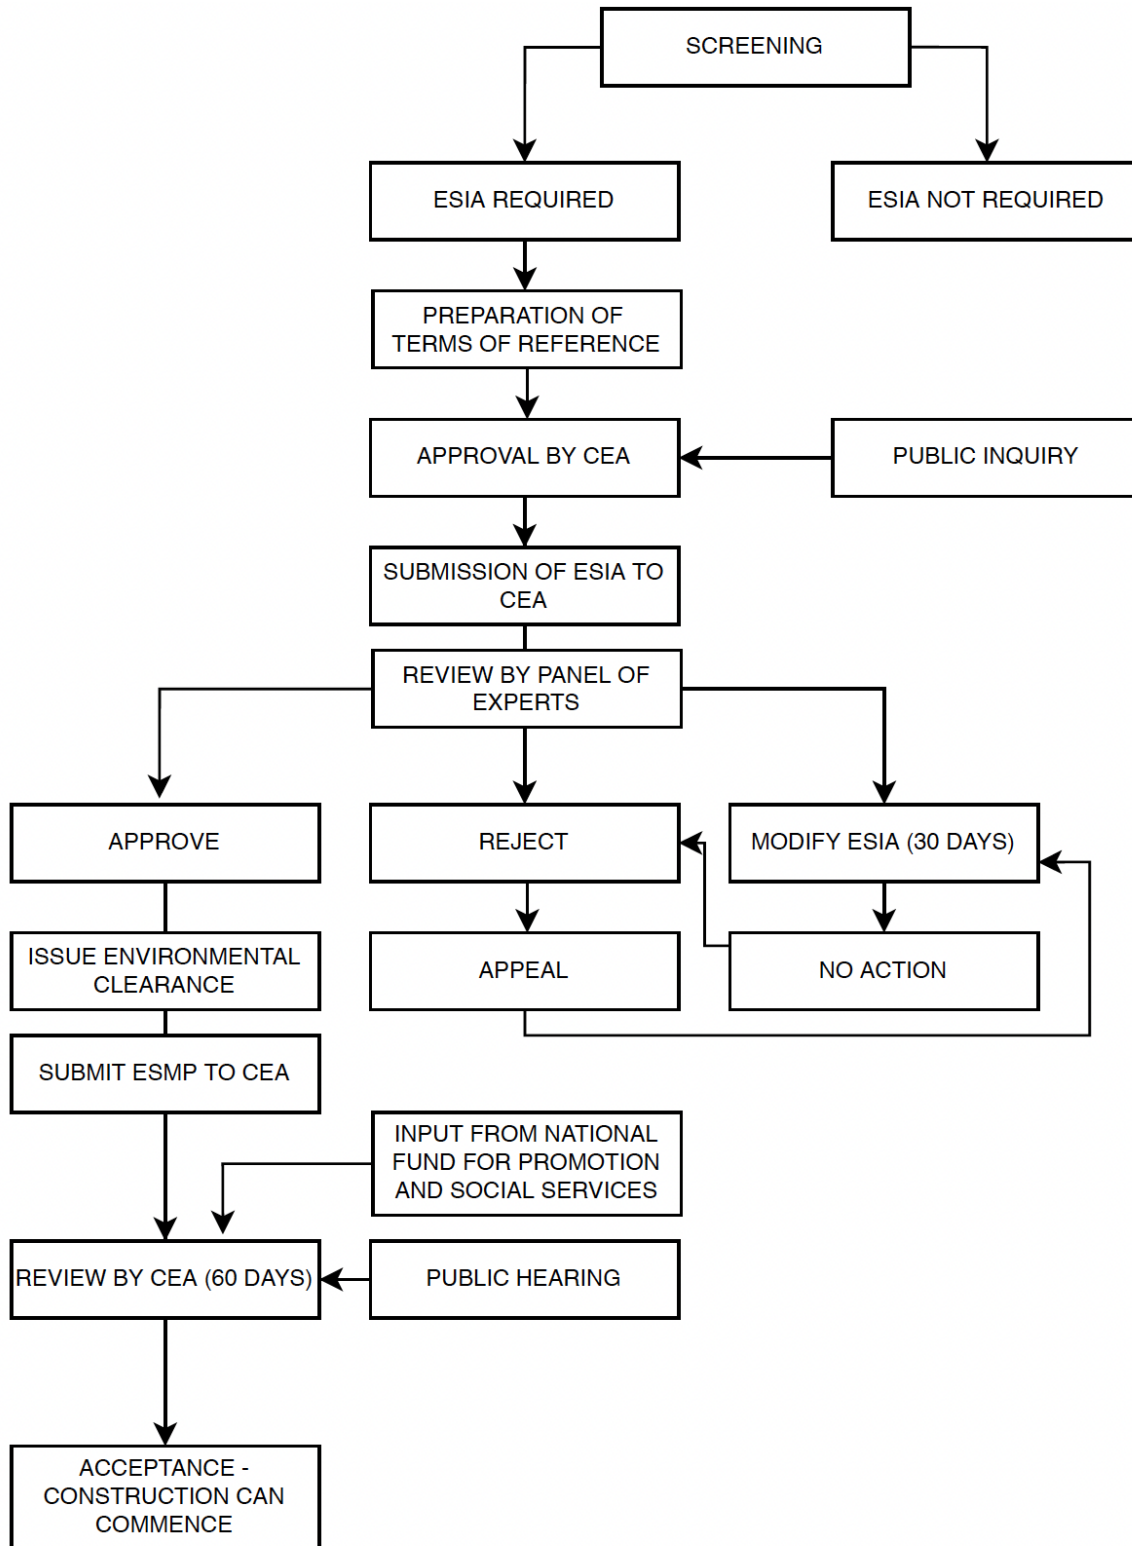 SCREENING
ESIA REQUIRED
ESIA NOT REQUIRED
PREPARATION OF
TERMS OF REFERENCE
APPROVAL BY CEA
PUBLIC INQUIRY
SUBMISSION OF ESIA TO
CEA
REVIEW BY PANEL OF
EXPERTS
APPROVE
REJECT
MODIFY ESIA (30 DAYS)
ISSUE ENVIRONMENTAL
CLEARANCE
APPEAL
NO ACTION
SUBMIT ESMP TO CEA
INPUT FROM NATIONAL
FUND FOR PROMOTION
AND SOCIAL SERVICES
REVIEW BY CEA (60 DAYS)
PUBLIC HEARING
ACCEPTANCE -
CONSTRUCTION CAN
COMMENCE